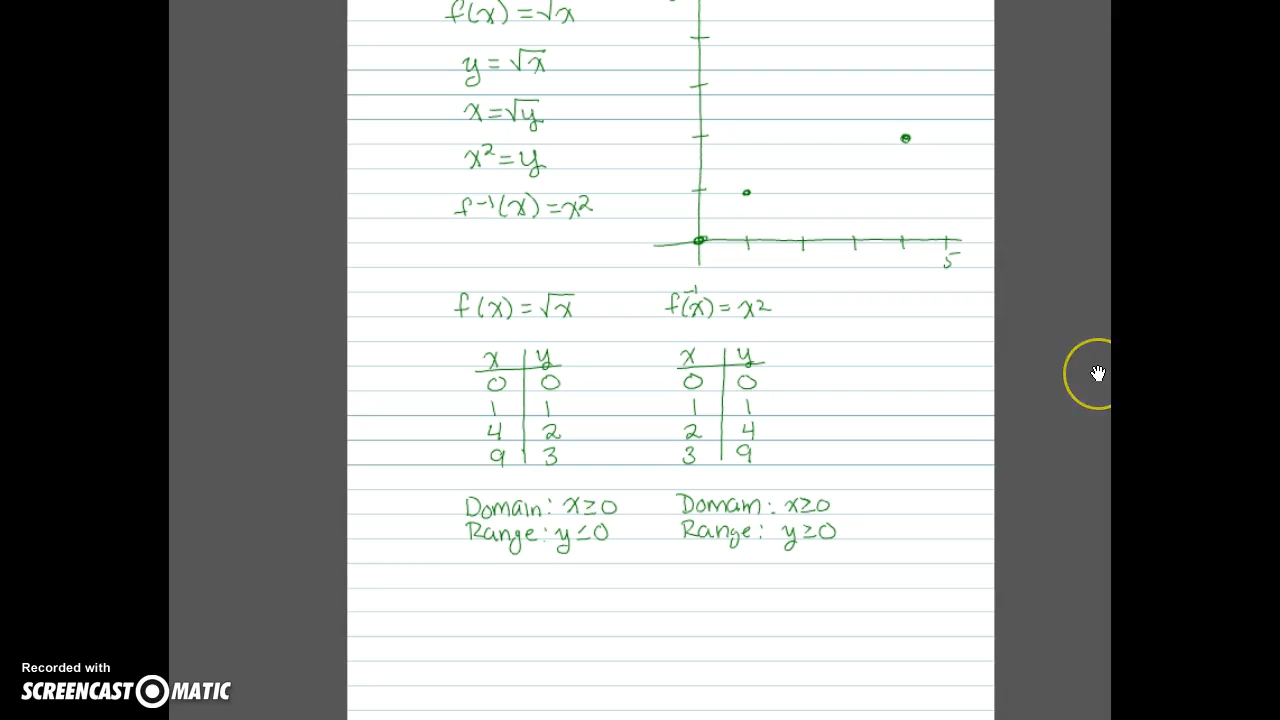 f(x) = √x
y = √x
x = √y
x² = y
f⁻¹(x) = x²
5
f(x) = √x f⁻¹(x) = x²
x y x y
0 0 0 0
1 1 1 1
4 2 2 4
9 3 3 9
Domain: x ≥ 0 Domain: x ≥ 0
Range: y ≤ 0 Range: y ≥ 0
Recorded with
SCREENCAST O MATIC